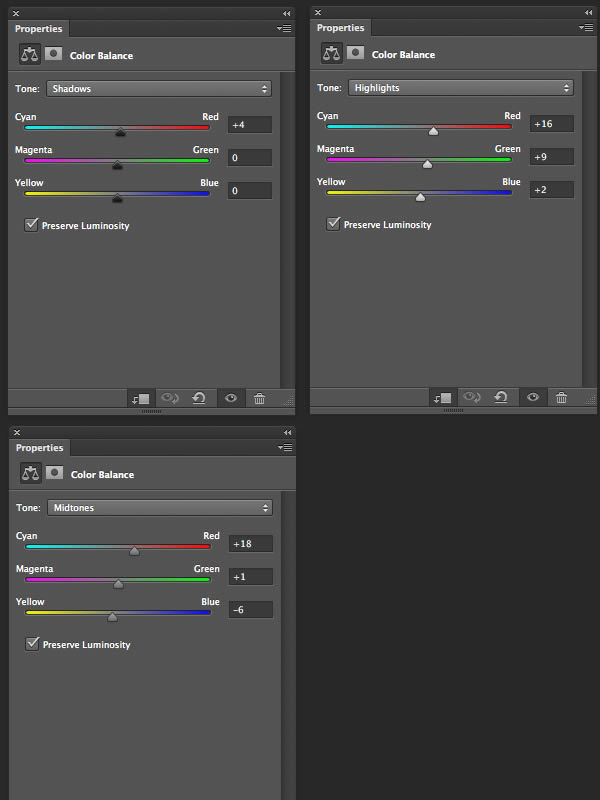 Properties
Color Balance
Tone: Shadows
Cyan Red +4
Magenta Green 0
Yellow Blue 0
Preserve Luminosity
Properties
Color Balance
Tone: Highlights
Cyan Red +16
Magenta Green +9
Yellow Blue +2
Preserve Luminosity
Properties
Color Balance
Tone: Midtones
Cyan Red +18
Magenta Green +1
Yellow Blue -6
Preserve Luminosity